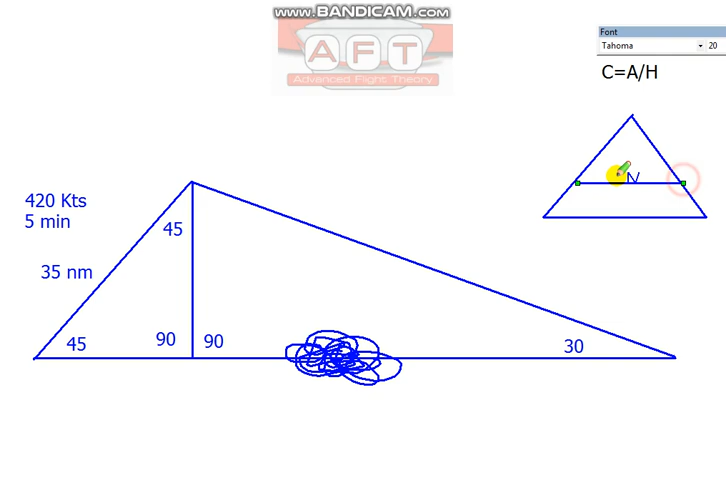 www.BANDICAM.com
AFT
Advanced Flight Theory
Font
Tahoma
20
C=A/H
420 Kts
5 min
45
35 nm
45
90
90
30